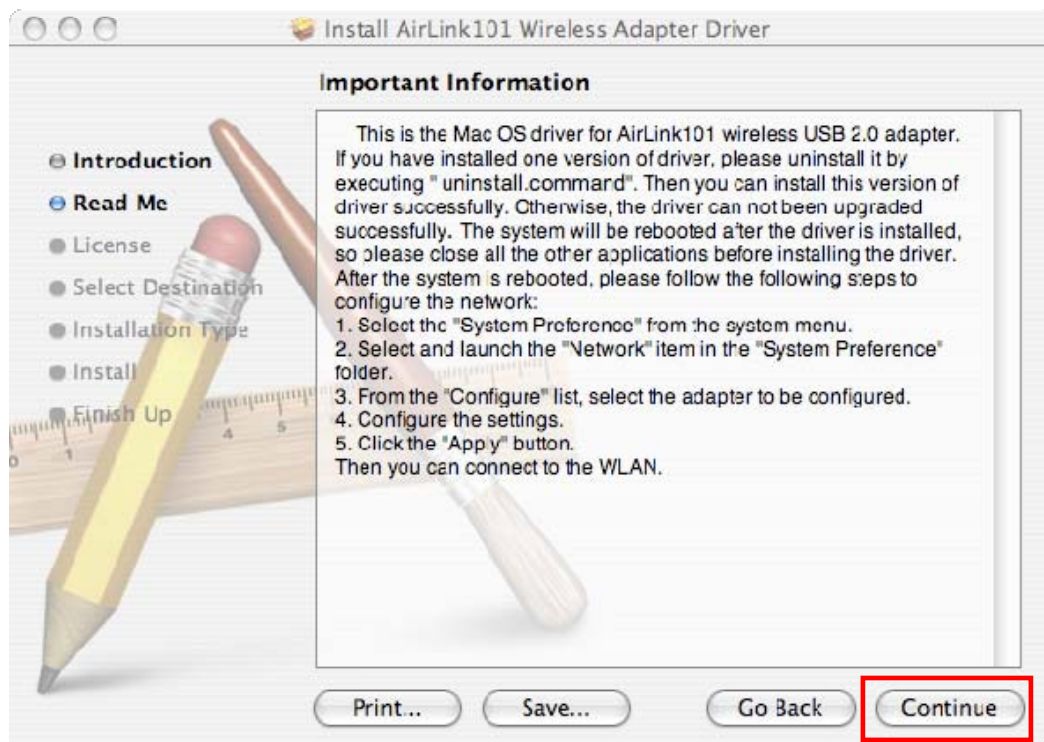 Install AirLink101 Wireless Adapter Driver
Important Information
Introduction
Read Me
License
Select Destination
Installation Type
Install
Finish Up
This is the Mac OS driver for AirLink101 wireless USB 2.0 adapter.
If you have installed one version of driver, please uninstall it by
executing " uninstall.command". Then you can install this version of
driver successfully. Otherwise, the driver can not been upgraded
successfully. The system will be rebooted after the driver is installed,
so please close all the other applications before installing the driver.
After the system is rebooted, please follow the following steps to
configure the network:
1. Select the "System Preference" from the system menu.
2. Select and launch the "Network" item in the "System Preference"
folder.
3. From the "Configure" list, select the adapter to be configured.
4. Configure the settings.
5. Click the "Apply" button.
Then you can connect to the WLAN.
0 1 4 5
Print... Save... Go Back Continue